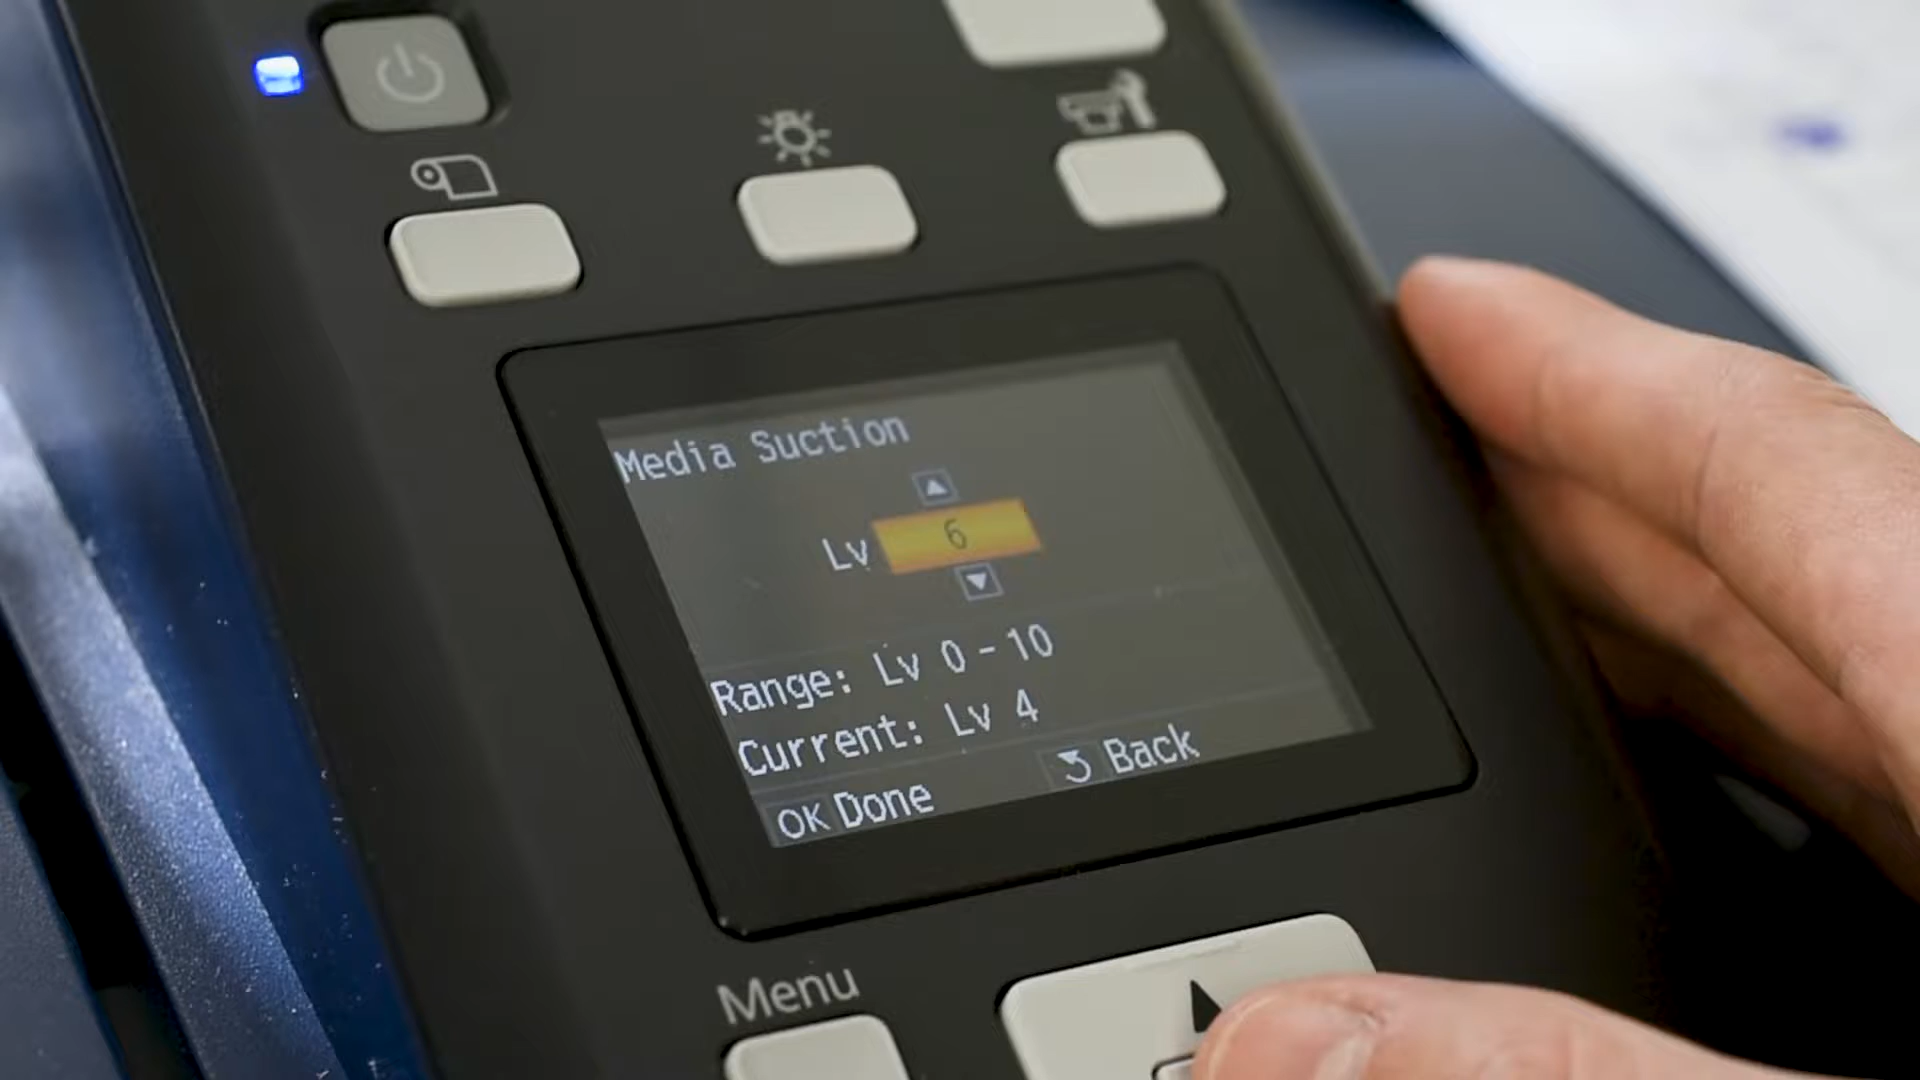 Media Suction
Lv 6
Range: Lv 0-10
Current: Lv 4
OK Done Back
Menu